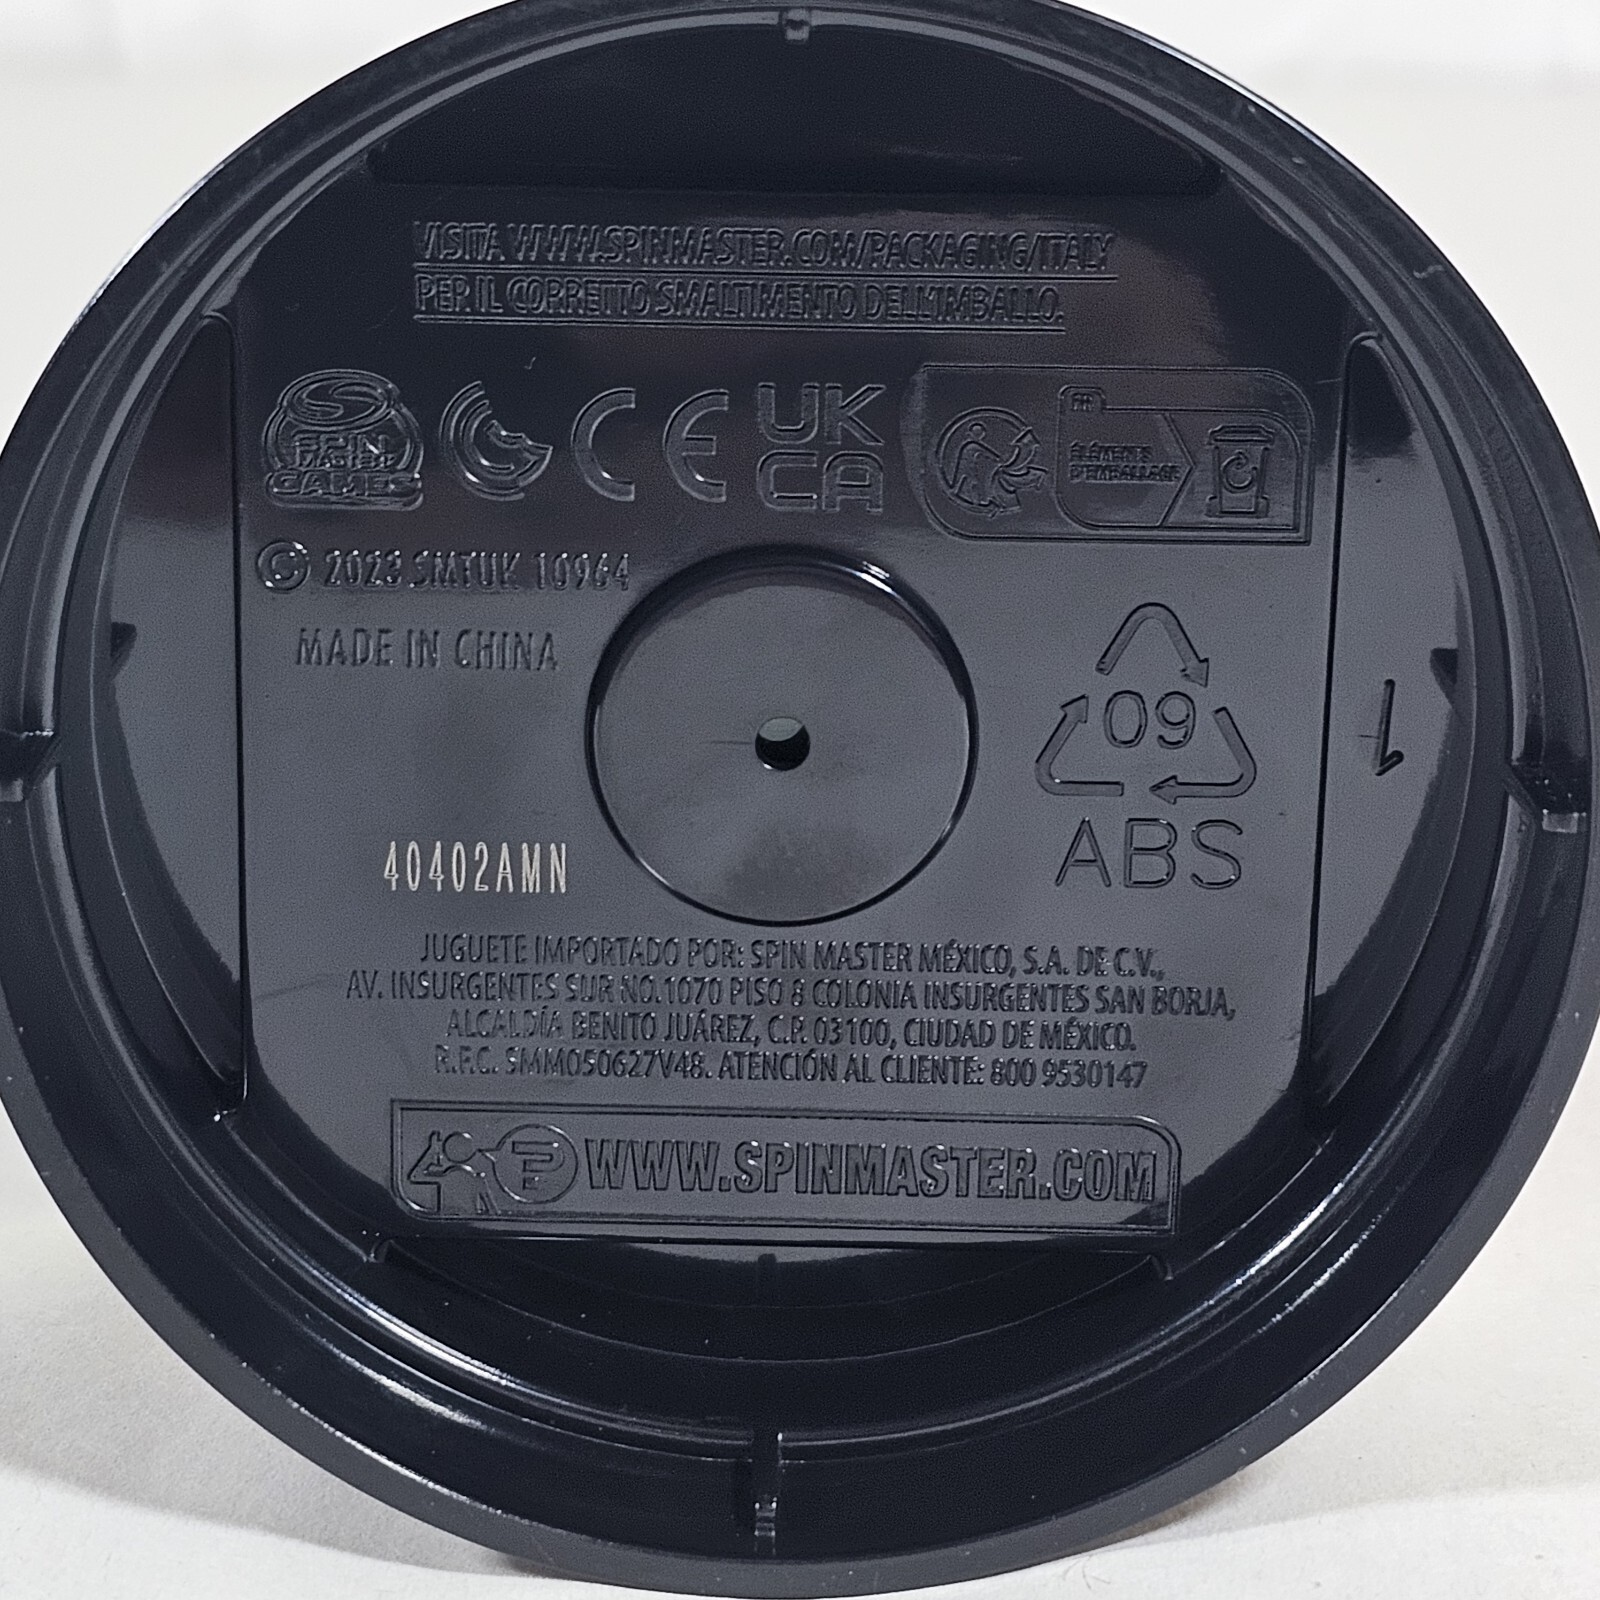 VISITA WWW.SPINMASTER.COM/PACKAGING/ITALY
PER IL CORRETTO SMALTIMENTO DELL'IMBALLO.
SPIN
MASTER
GAMES
CE
UK
CA
FR
ÉLÉMENTS
D'EMBALLAGE
© 2023 SMTUK 10964
MADE IN CHINA
09
ABS
1
40402AMN
JUGUETE IMPORTADO POR: SPIN MASTER MÉXICO, S.A. DE C.V.,
AV. INSURGENTES SUR NO.1070 PISO 8 COLONIA INSURGENTES SAN BORJA,
ALCALDÍA BENITO JUÁREZ, C.P. 03100, CIUDAD DE MÉXICO.
R.F.C. SMM050627V48. ATENCIÓN AL CLIENTE: 800 9530147
WWW.SPINMASTER.COM